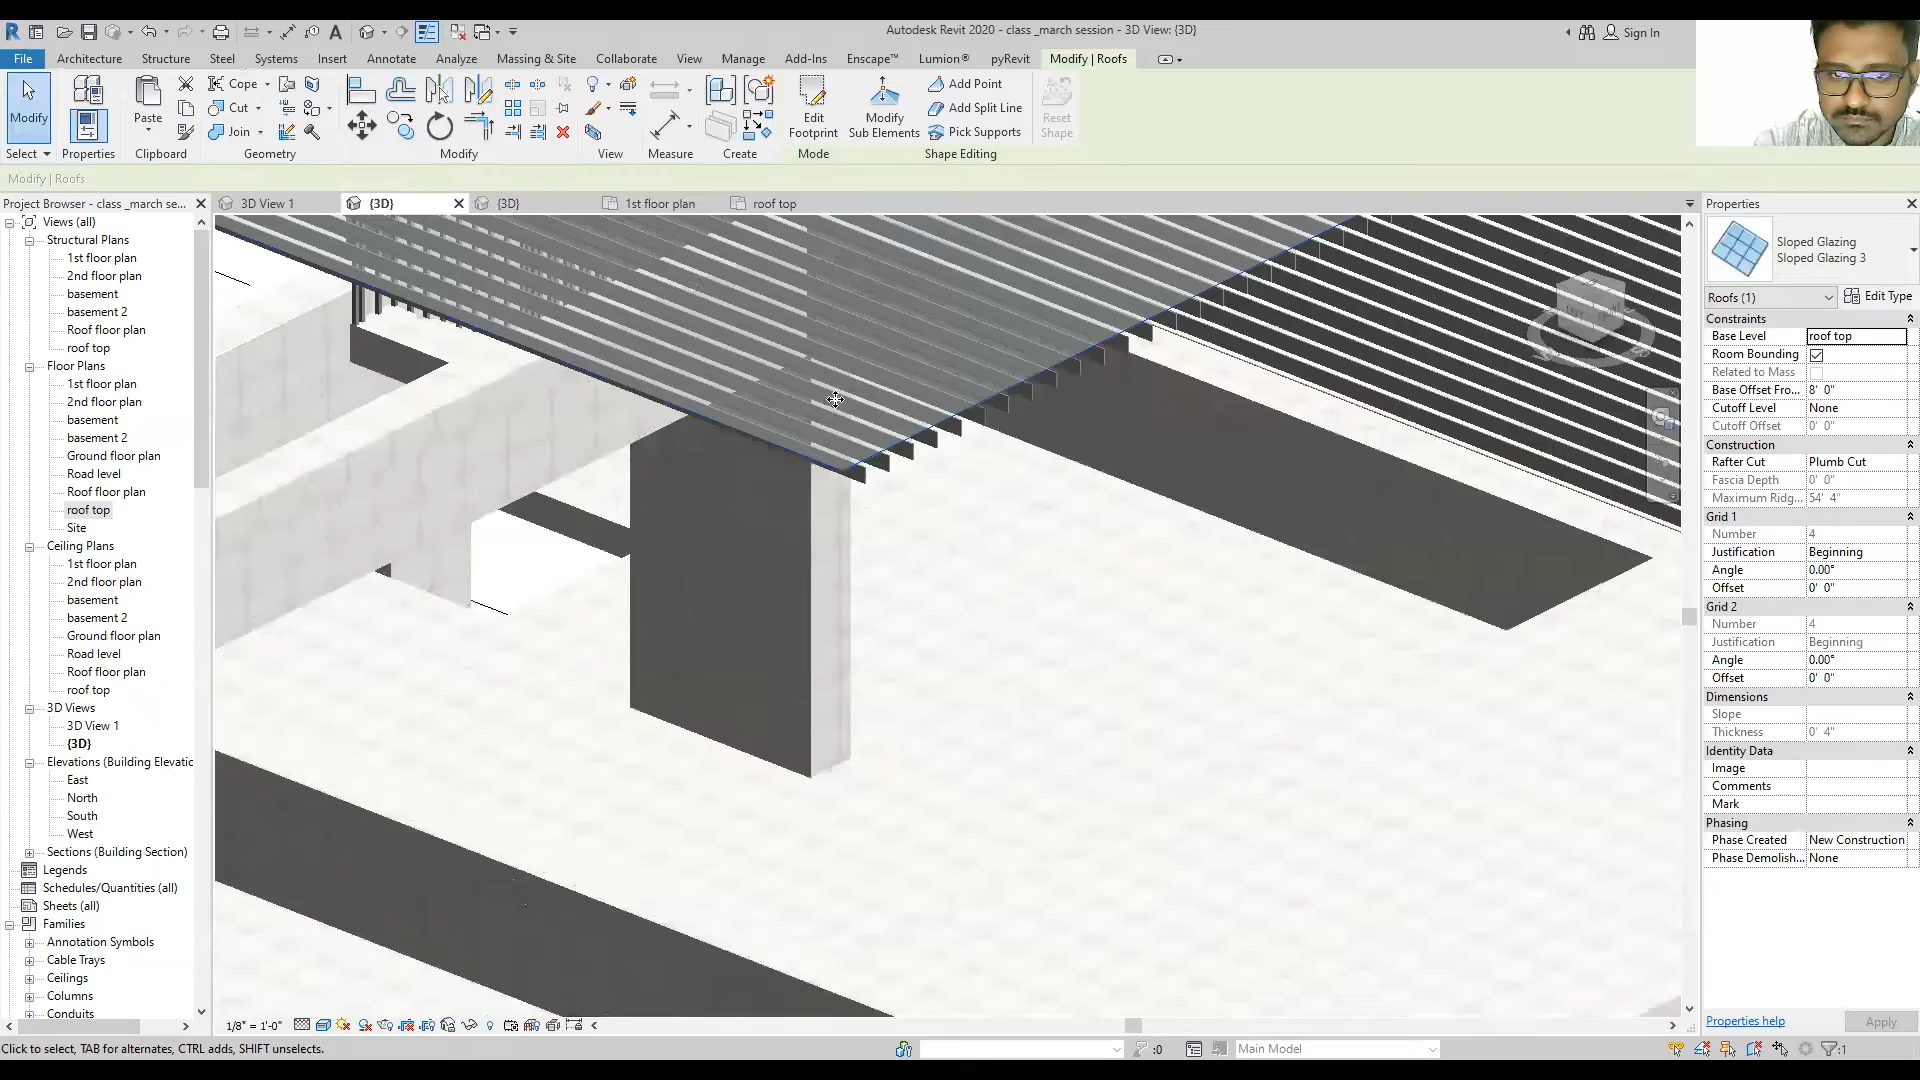 Autodesk Revit 2020 - class _march session - 3D View: {3D}
Sign In
File Architecture Structure Steel Systems Insert Annotate Analyze Massing & Site Collaborate View Manage Add-Ins Enscape™ Lumion® pyRevit Modify | Roofs
Modify
Select
Properties
Paste
Clipboard
Cope
Cut
Join
Geometry
Modify
View
Measure
Create
Edit
Footprint
Mode
Modify
Sub Elements
Add Point
Add Split Line
Pick Supports
Shape Editing
Reset
Shape
Modify | Roofs
Project Browser - class _march se...
3D View 1
{3D}
{3D}
1st floor plan
roof top
Views (all)
Structural Plans
1st floor plan
2nd floor plan
basement
basement 2
Roof floor plan
roof top
Floor Plans
1st floor plan
2nd floor plan
basement
basement 2
Ground floor plan
Road level
Roof floor plan
roof top
Site
Ceiling Plans
1st floor plan
2nd floor plan
basement
basement 2
Ground floor plan
Road level
Roof floor plan
roof top
3D Views
3D View 1
{3D}
Elevations (Building Elevatic
East
North
South
West
Sections (Building Section)
Legends
Schedules/Quantities (all)
Sheets (all)
Families
Annotation Symbols
Cable Trays
Ceilings
Columns
Conduits
Properties
Sloped Glazing
Sloped Glazing 3
Roofs (1)
Edit Type
Constraints
Base Level roof top
Room Bounding
Related to Mass
Base Offset Fro... 8' 0"
Cutoff Level None
Cutoff Offset 0' 0"
Construction
Rafter Cut Plumb Cut
Fascia Depth 0' 0"
Maximum Ridg... 54' 4"
Grid 1
Number 4
Justification Beginning
Angle 0.00°
Offset 0' 0"
Grid 2
Number 4
Justification Beginning
Angle 0.00°
Offset 0' 0"
Dimensions
Slope
Thickness 0' 4"
Identity Data
Image
Comments
Mark
Phasing
Phase Created New Construction
Phase Demolish... None
Properties help
Apply
1/8" = 1'-0"
Click to select, TAB for alternates, CTRL adds, SHIFT unselects.
:0
Main Model
:1